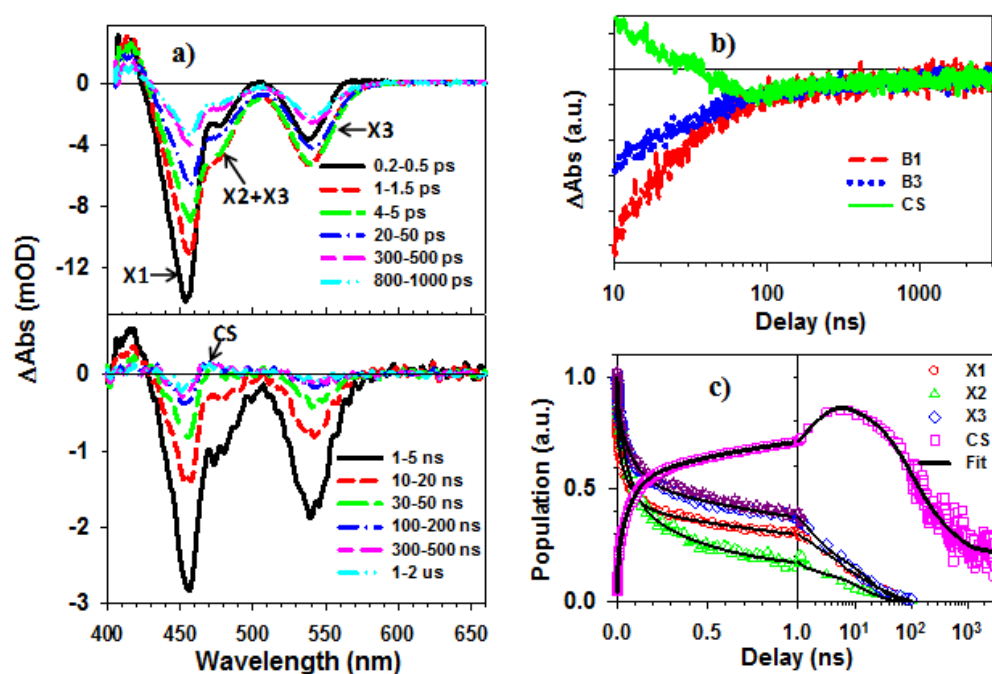 a)
0
-4
-8
-12
X1
X2+X3
X3
0.2-0.5 ps
1-1.5 ps
4-5 ps
20-50 ps
300-500 ps
800-1000 ps
ΔAbs (mOD)
0
-1
-2
-3
CS
1-5 ns
10-20 ns
30-50 ns
100-200 ns
300-500 ns
1-2 us
400 450 500 550 600 650
Wavelength (nm)
b)
ΔAbs (a.u.)
B1
B3
CS
10 100 1000
Delay (ns)
c)
1.0
0.5
0.0
Population (a.u.)
X1
X2
X3
CS
Fit
0.0 0.5 1.0 10¹ 10² 10³
Delay (ns)